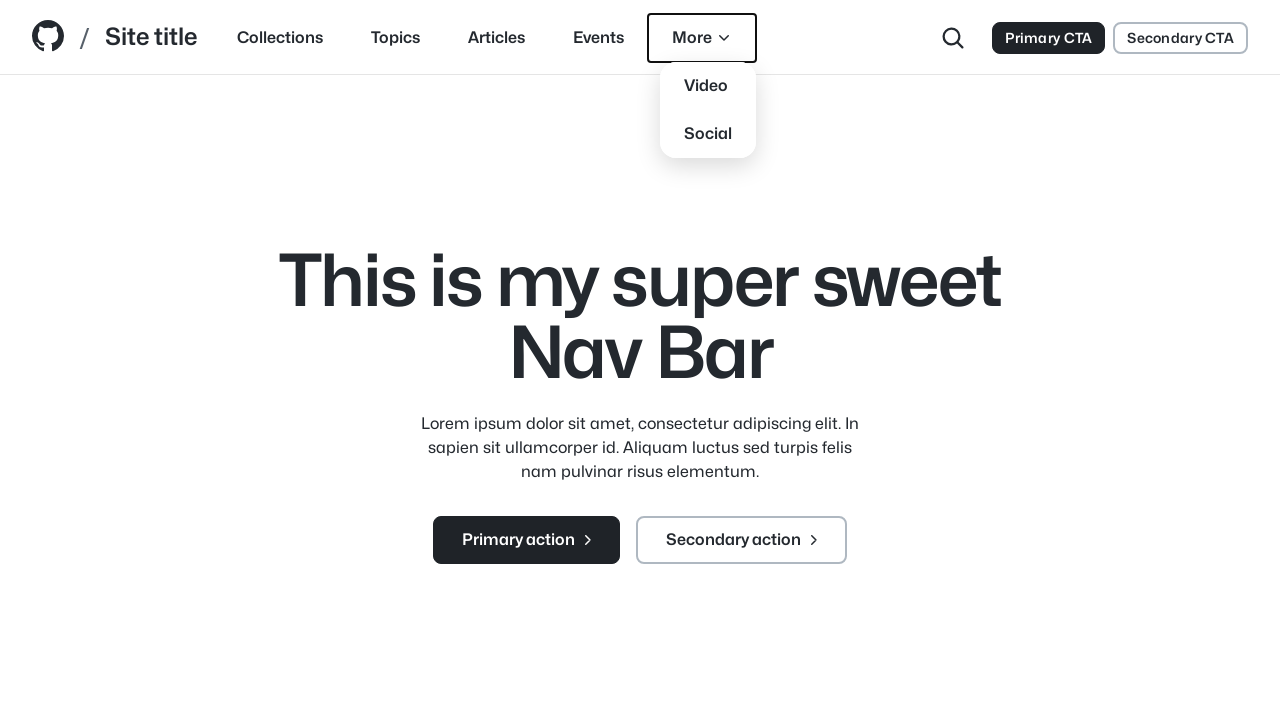 / Site title Collections Topics Articles Events More Primary CTA Secondary CTA
Video
Social
This is my super sweet
Nav Bar
Lorem ipsum dolor sit amet, consectetur adipiscing elit. In
sapien sit ullamcorper id. Aliquam luctus sed turpis felis
nam pulvinar risus elementum.
Primary action Secondary action